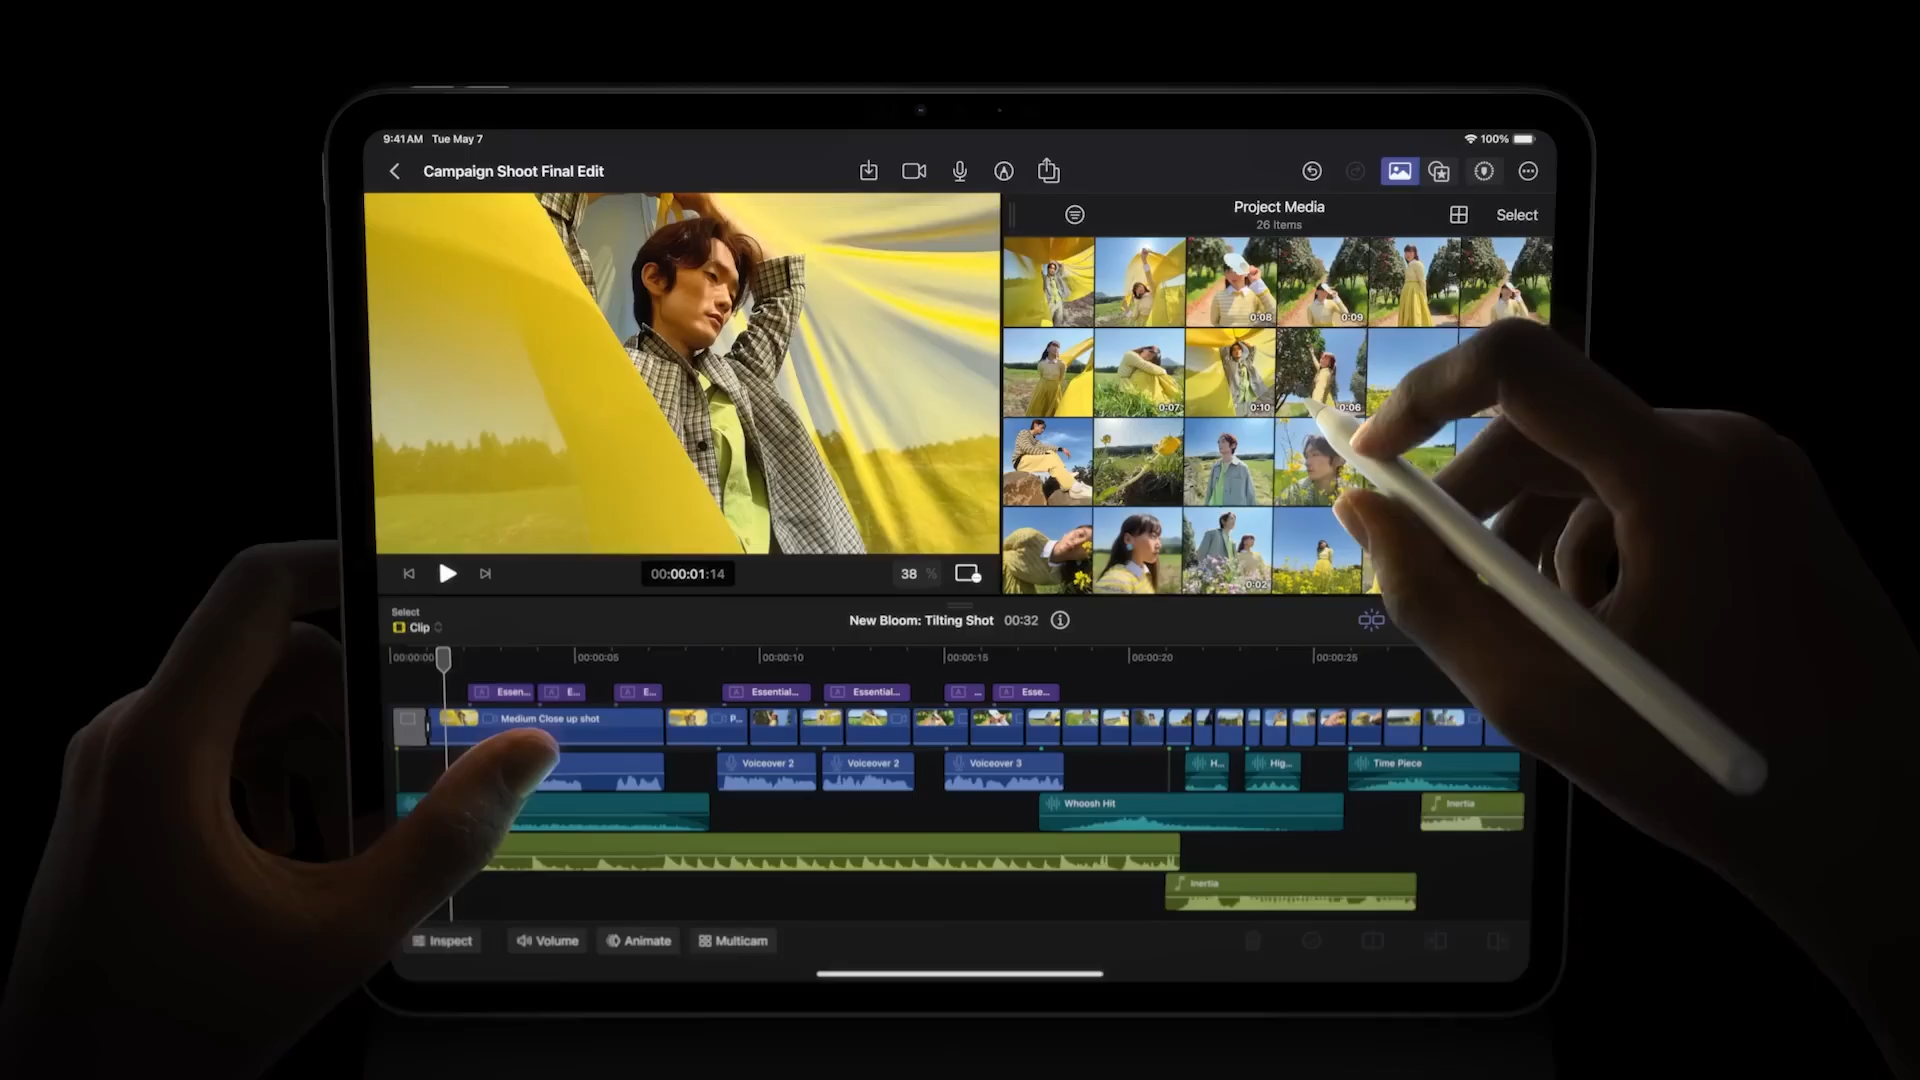 9:41 AM Tue May 7
100%
Campaign Shoot Final Edit
Project Media
26 Items
Select
0:08
0:09
0:07
0:10
0:06
0:02
00:00:01:14
38 %
Select
Clip
New Bloom: Tilting Shot 00:32
00:00:00
00:00:05
00:00:10
00:00:15
00:00:20
00:00:25
Essen...
E...
E...
Essential...
Essential...
...
Esse...
Medium Close up shot
P...
Voiceover 2
Voiceover 2
Voiceover 3
H...
Hig...
Time Piece
Whoosh Hit
Inertia
Inertia
Inspect
Volume
Animate
Multicam